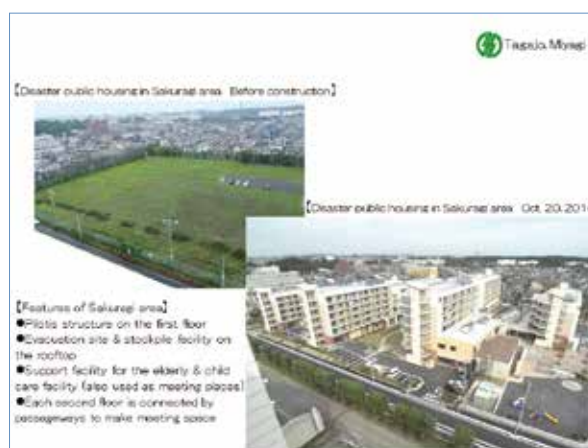 Tagajo, Miyagi
【Disaster public housing in Sakuragi area Before construction】
【Disaster public housing in Sakuragi area Oct. 20, 201
【Features of Sakuragi area】
●Pilotis structure on the first floor
●Evacuation site & stockpile facility on
the rooftop
●Support facility for the elderly & child
care facility (also used as meeting places)
●Each second floor is connected by
passageways to make meeting space